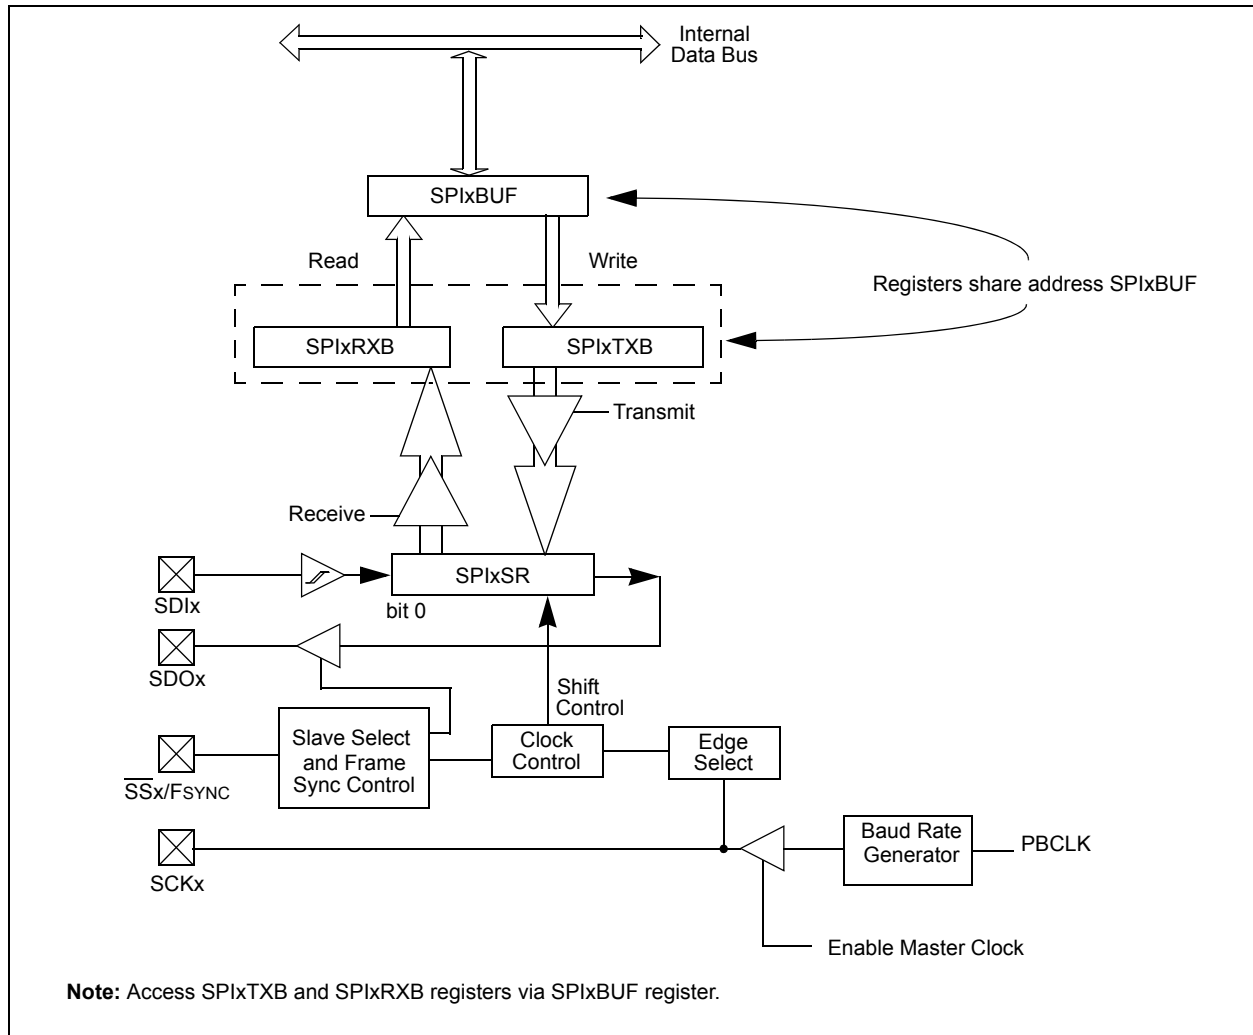 Internal
Data Bus
SPIxBUF
Read
Write
Registers share address SPIxBUF
SPIxRXB
SPIxTXB
Transmit
Receive
SPIxSR
SDIx
bit 0
SDOx
Shift
Control
Slave Select
and Frame
Sync Control
Clock
Control
Edge
Select
SSx/FSYNC
Baud Rate
Generator
PBCLK
SCKx
Enable Master Clock
Note: Access SPIxTXB and SPIxRXB registers via SPIxBUF register.